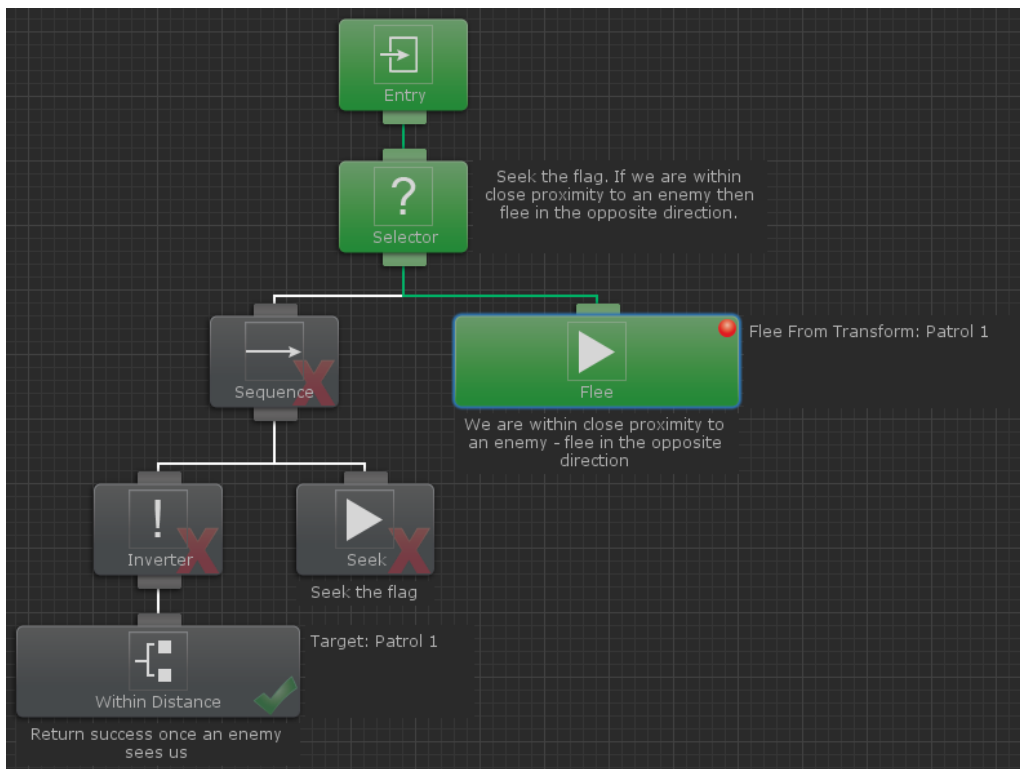 Entry
?
Seek the flag. If we are within
close proximity to an enemy then
flee in the opposite direction.
Selector
Sequence
Flee
Flee From Transform: Patrol 1
We are within close proximity to
an enemy - flee in the opposite
direction
!
Inverter
Seek
Seek the flag
Target: Patrol 1
Within Distance
Return success once an enemy
sees us